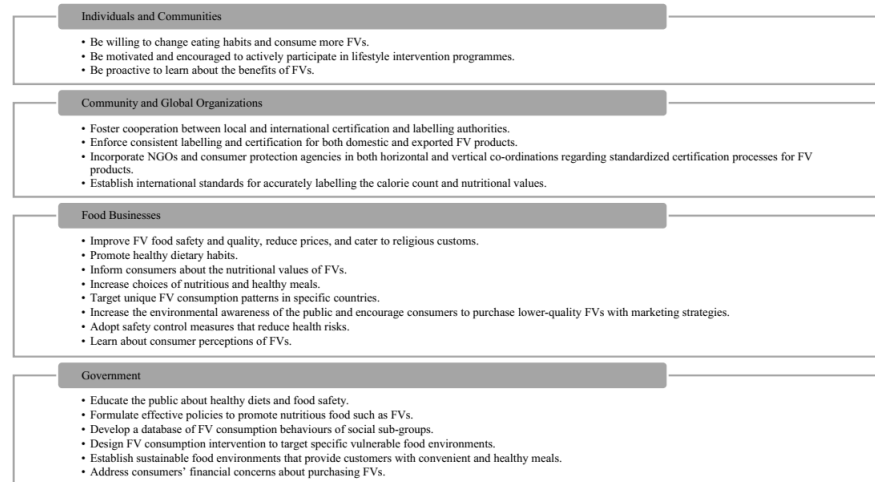 Individuals and Communities
• Be willing to change eating habits and consume more FVs.
• Be motivated and encouraged to actively participate in lifestyle intervention programmes.
• Be proactive to learn about the benefits of FVs.
Community and Global Organizations
• Foster cooperation between local and international certification and labelling authorities.
• Enforce consistent labelling and certification for both domestic and exported FV products.
• Incorporate NGOs and consumer protection agencies in both horizontal and vertical co-ordinations regarding standardized certification processes for FV
products.
• Establish international standards for accurately labelling the calorie count and nutritional values.
Food Businesses
• Improve FV food safety and quality, reduce prices, and cater to religious customs.
• Promote healthy dietary habits.
• Inform consumers about the nutritional values of FVs.
• Increase choices of nutritious and healthy meals.
• Target unique FV consumption patterns in specific countries.
• Increase the environmental awareness of the public and encourage consumers to purchase lower-quality FVs with marketing strategies.
• Adopt safety control measures that reduce health risks.
• Learn about consumer perceptions of FVs.
Government
• Educate the public about healthy diets and food safety.
• Formulate effective policies to promote nutritious food such as FVs.
• Develop a database of FV consumption behaviours of social sub-groups.
• Design FV consumption intervention to target specific vulnerable food environments.
• Establish sustainable food environments that provide customers with convenient and healthy meals.
• Address consumers’ financial concerns about purchasing FVs.